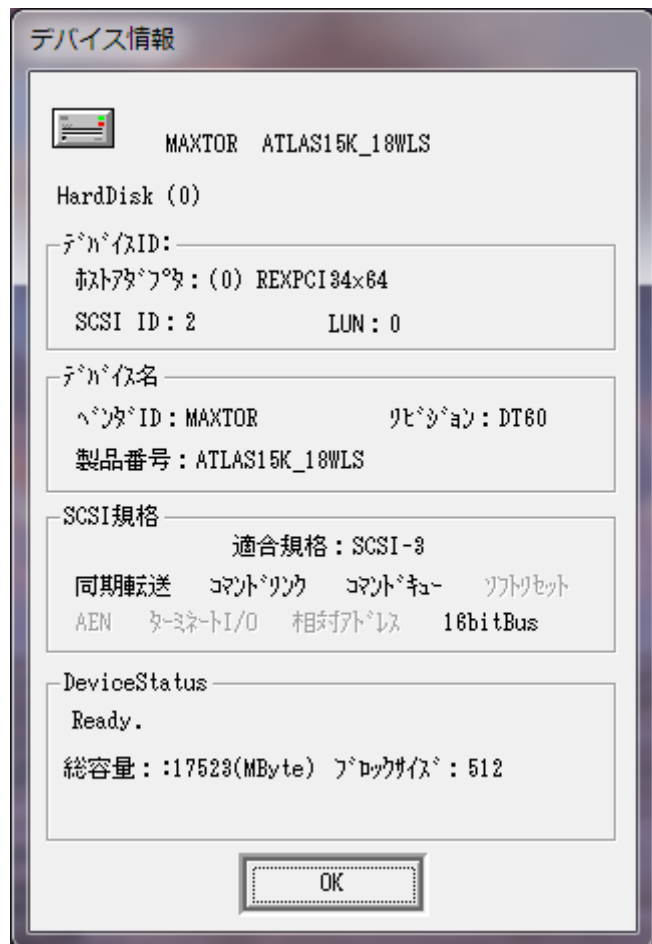 デバイス情報
MAXTOR ATLAS15K_18WLS
HardDisk (0)
ﾃﾞﾊﾞｲｽID:
ﾎｽﾄｱﾀﾞﾌﾟﾀ：(0) REXPCI34x64
SCSI ID：2 LUN：0
ﾃﾞﾊﾞｲｽ名
ﾍﾞﾝﾀﾞID：MAXTOR ﾘﾋﾞｼﾞｮﾝ：DT60
製品番号：ATLAS15K_18WLS
SCSI規格
適合規格：SCSI-3
同期転送 ｺﾏﾝﾄﾞﾘﾝｸ ｺﾏﾝﾄﾞｷｭｰ ｿﾌﾄﾘｾｯﾄ
AEN ﾀｰﾐﾈｰﾄI/O 相対ｱﾄﾞﾚｽ 16bitBus
DeviceStatus
Ready.
総容量：:17523(MByte) ﾌﾞﾛｯｸｻｲｽﾞ：512
OK